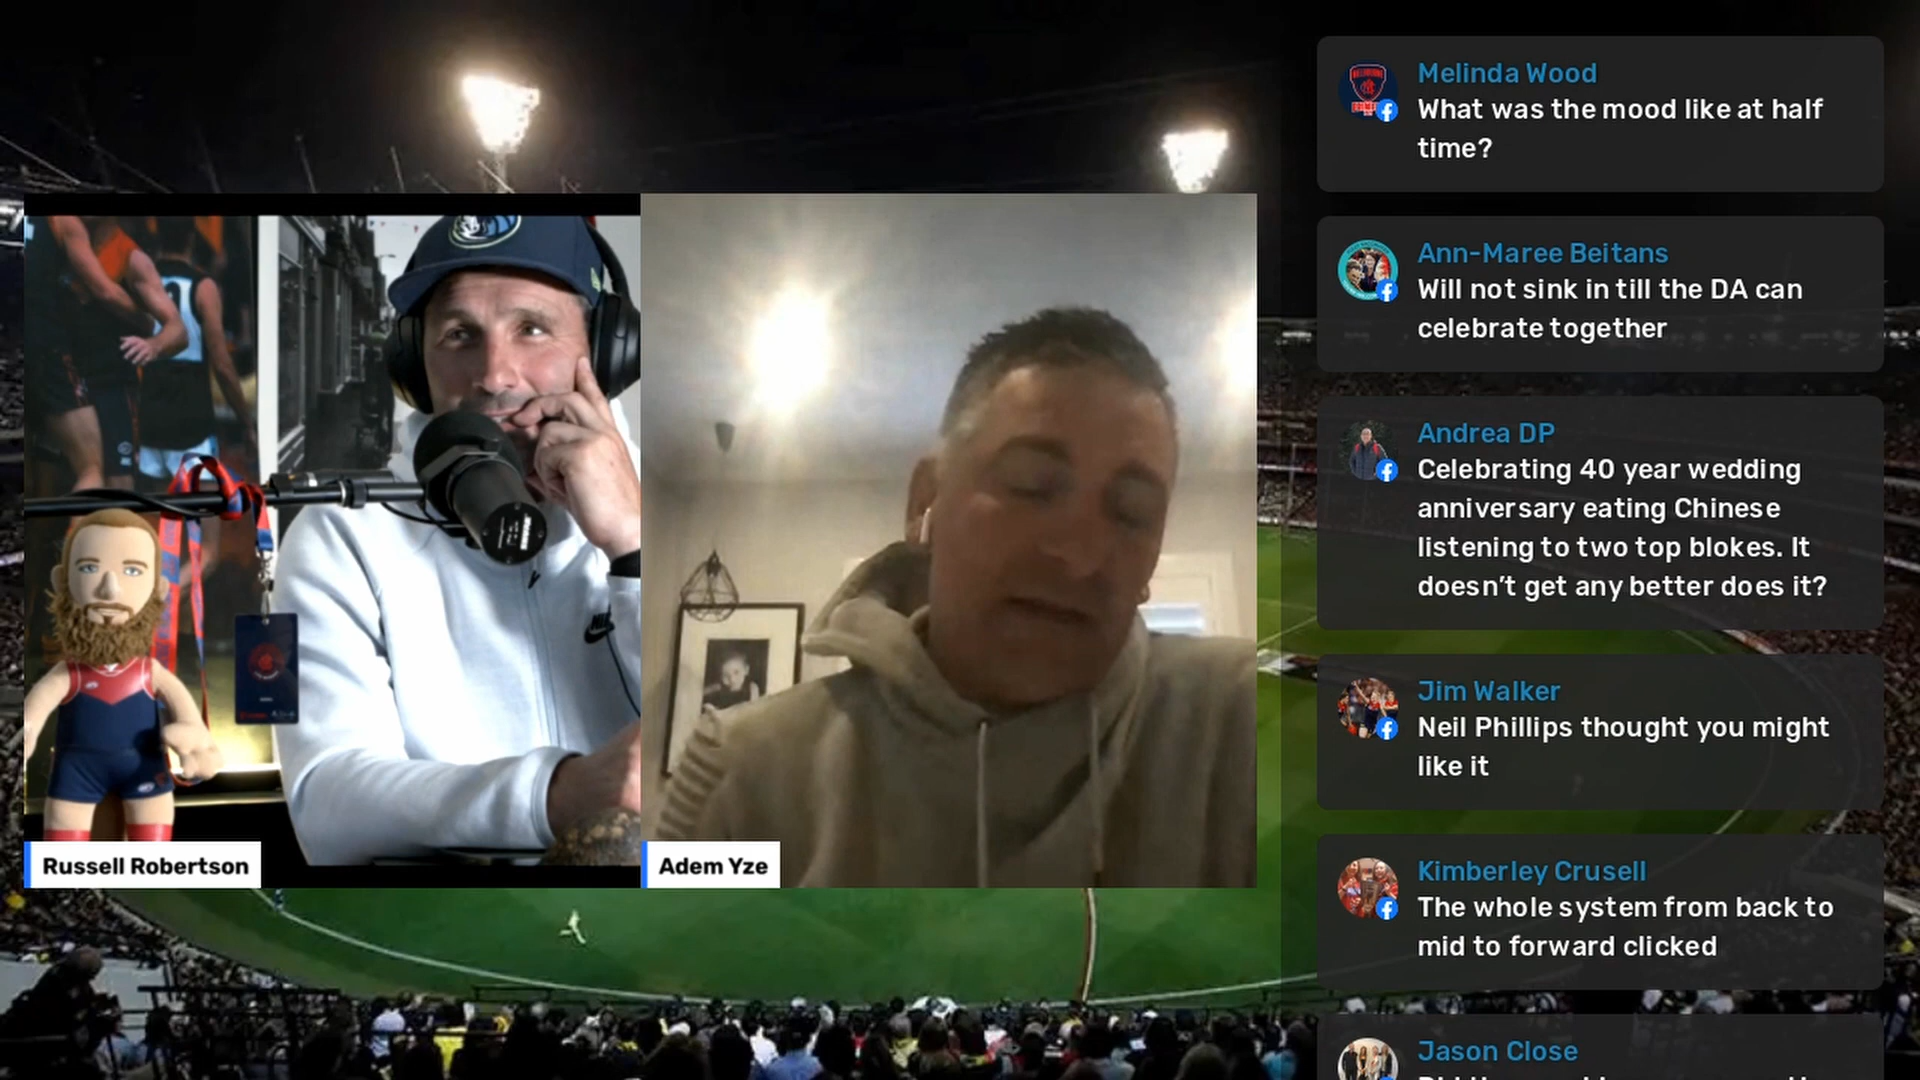 Melinda Wood
What was the mood like at half
time?
Ann-Maree Beitans
Will not sink in till the DA can
celebrate together
Andrea DP
Celebrating 40 year wedding
anniversary eating Chinese
listening to two top blokes. It
doesn't get any better does it?
Jim Walker
Neil Phillips thought you might
like it
Kimberley Crusell
The whole system from back to
mid to forward clicked
Jason Close
Russell Robertson
Adem Yze